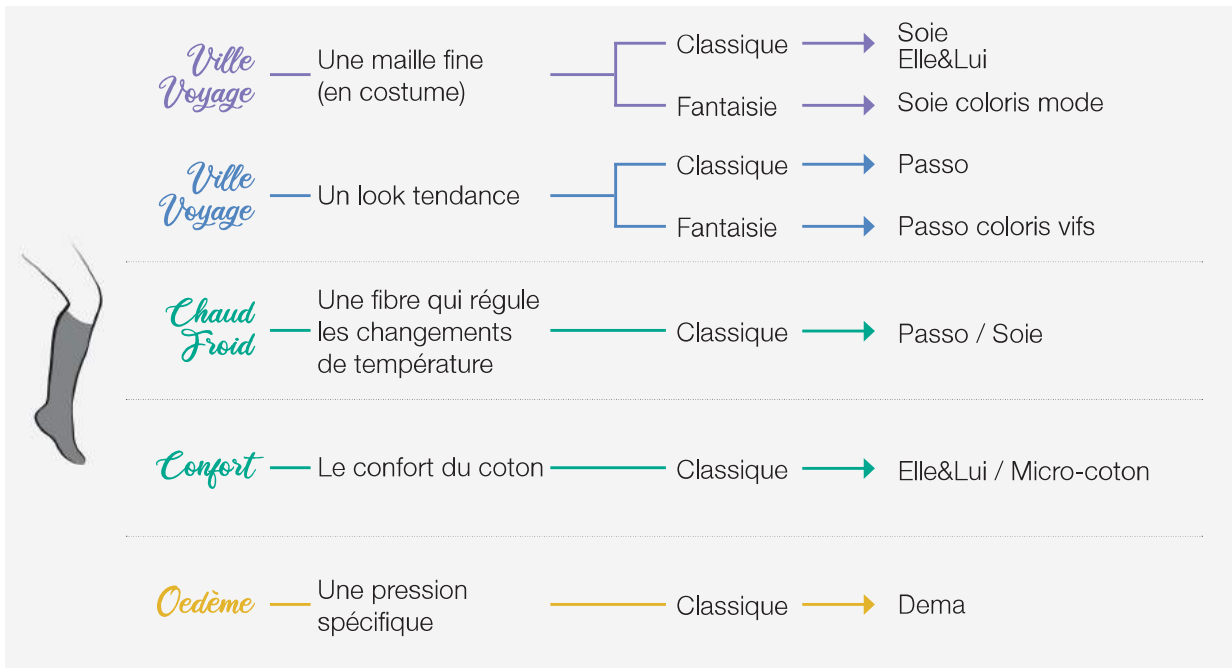 Ville
Voyage
Une maille fine
(en costume)
Classique
Soie
Elle&Lui
Fantaisie
Soie coloris mode
Ville
Voyage
Un look tendance
Classique
Passo
Fantaisie
Passo coloris vifs
Chaud
Froid
Une fibre qui régule
les changements
de température
Classique
Passo / Soie
Confort
Le confort du coton
Classique
Elle&Lui / Micro-coton
Oedème
Une pression
spécifique
Classique
Dema